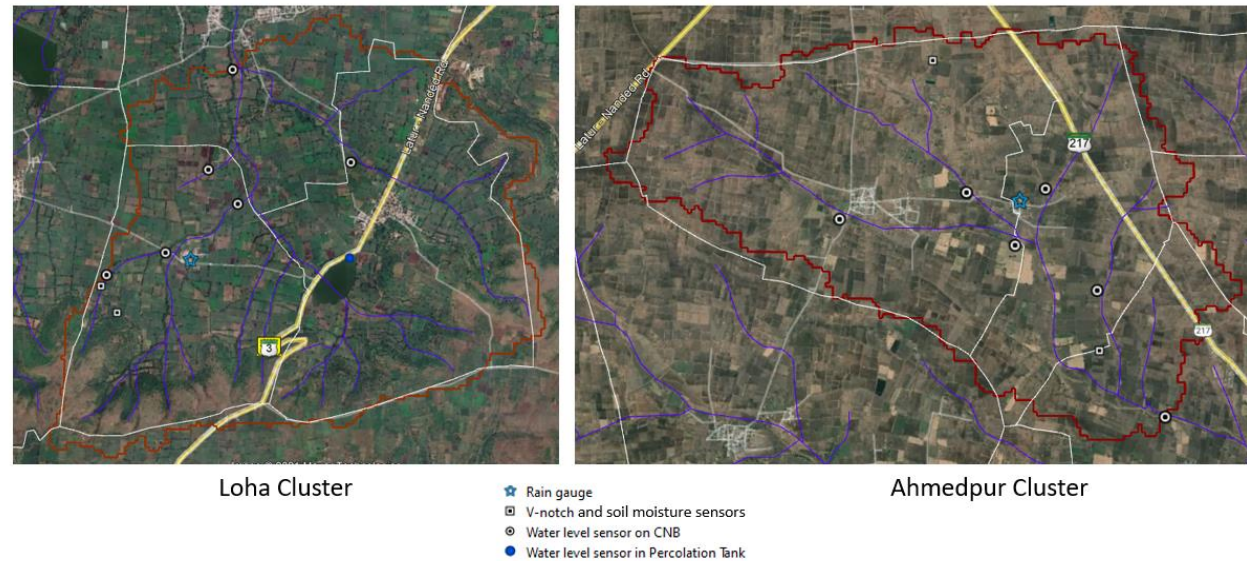 Latur - Nanded Rd
3
Latur - Nanded Rd
217
217
Loha Cluster
Ahmedpur Cluster
Rain gauge
V-notch and soil moisture sensors
Water level sensor on CNB
Water level sensor in Percolation Tank